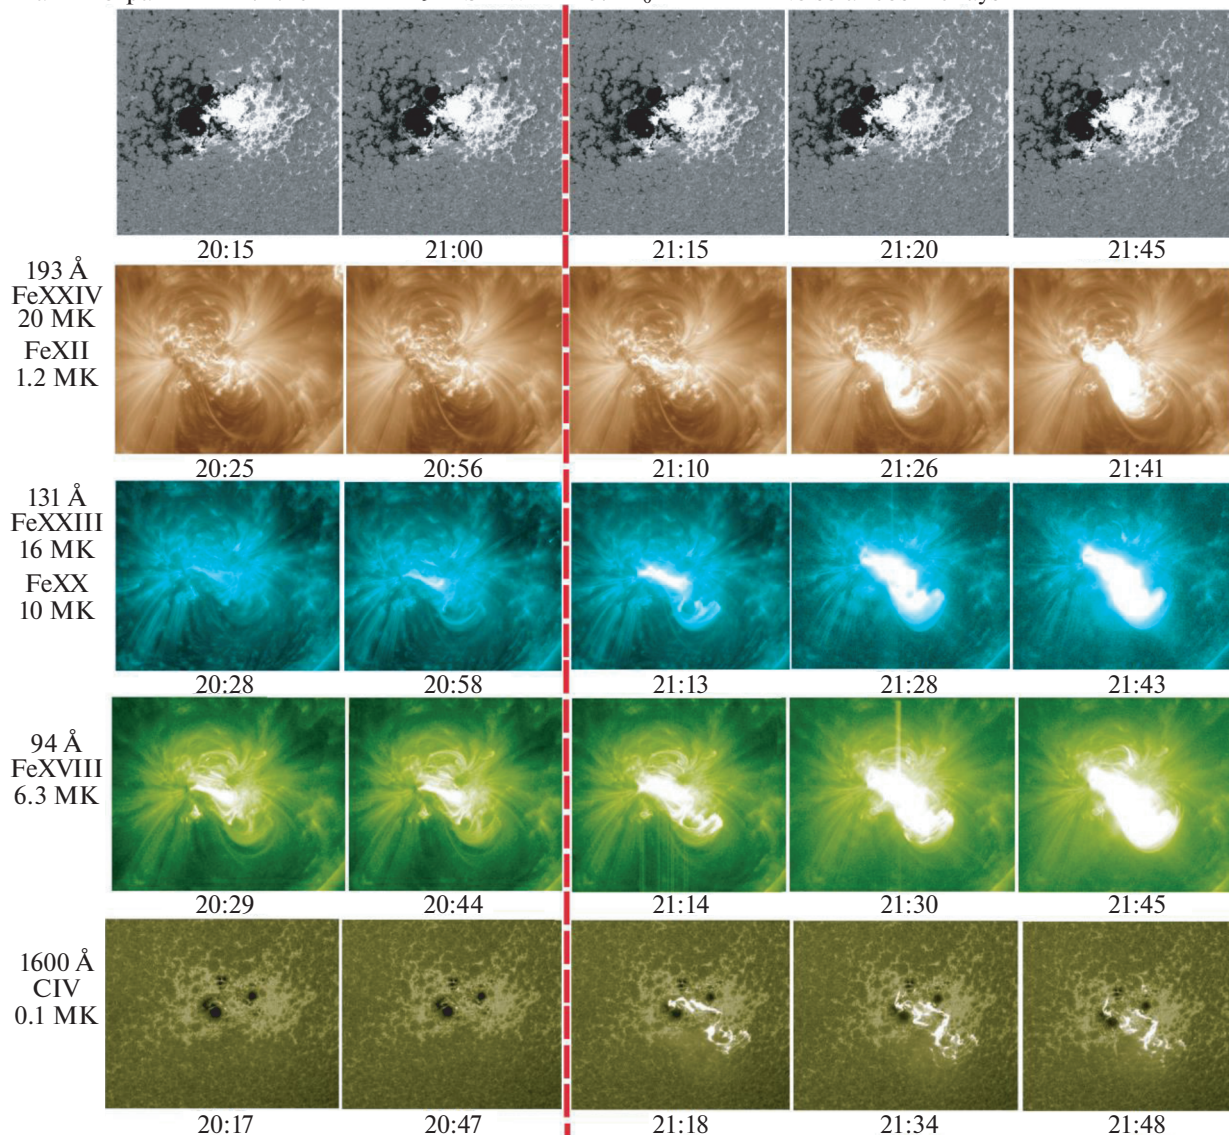 20:15 21:00 21:15 21:20 21:45
193 Å
FeXXIV
20 MK
FeXII
1.2 MK
20:25 20:56 21:10 21:26 21:41
131 Å
FeXXIII
16 MK
FeXX
10 MK
20:28 20:58 21:13 21:28 21:43
94 Å
FeXVIII
6.3 MK
20:29 20:44 21:14 21:30 21:45
1600 Å
CIV
0.1 MK
20:17 20:47 21:18 21:34 21:48